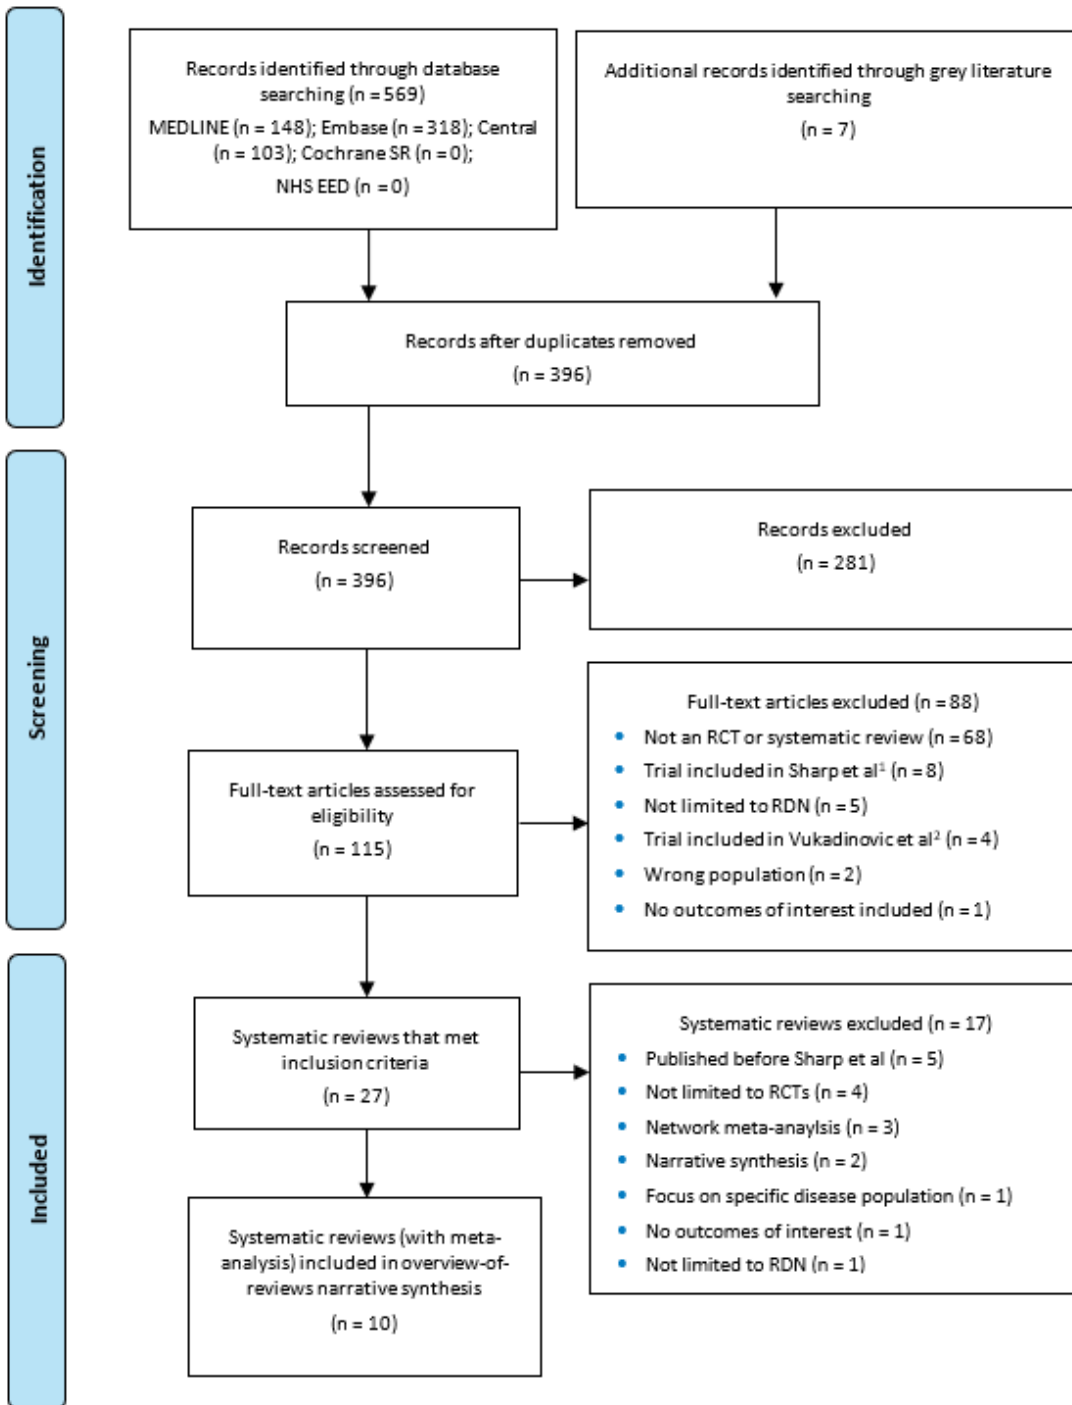 Identification
Records identified through database
searching (n = 569)
MEDLINE (n = 148); Embase (n = 318); Central
(n = 103); Cochrane SR (n = 0);
NHS EED (n = 0)
Additional records identified through grey literature
searching
(n = 7)
Records after duplicates removed
(n = 396)
Screening
Records screened
(n = 396)
Records excluded
(n = 281)
Full-text articles assessed for
eligibility
(n = 115)
Full-text articles excluded (n = 88)
• Not an RCT or systematic review (n = 68)
• Trial included in Sharp et al¹ (n = 8)
• Not limited to RDN (n = 5)
• Trial included in Vukadinovic et al² (n = 4)
• Wrong population (n = 2)
• No outcomes of interest included (n = 1)
Included
Systematic reviews that met
inclusion criteria
(n = 27)
Systematic reviews excluded (n = 17)
• Published before Sharp et al (n = 5)
• Not limited to RCTs (n = 4)
• Network meta-anaylsis (n = 3)
• Narrative synthesis (n = 2)
• Focus on specific disease population (n = 1)
• No outcomes of interest (n = 1)
• Not limited to RDN (n = 1)
Systematic reviews (with meta-
analysis) included in overview-of-
reviews narrative synthesis
(n = 10)